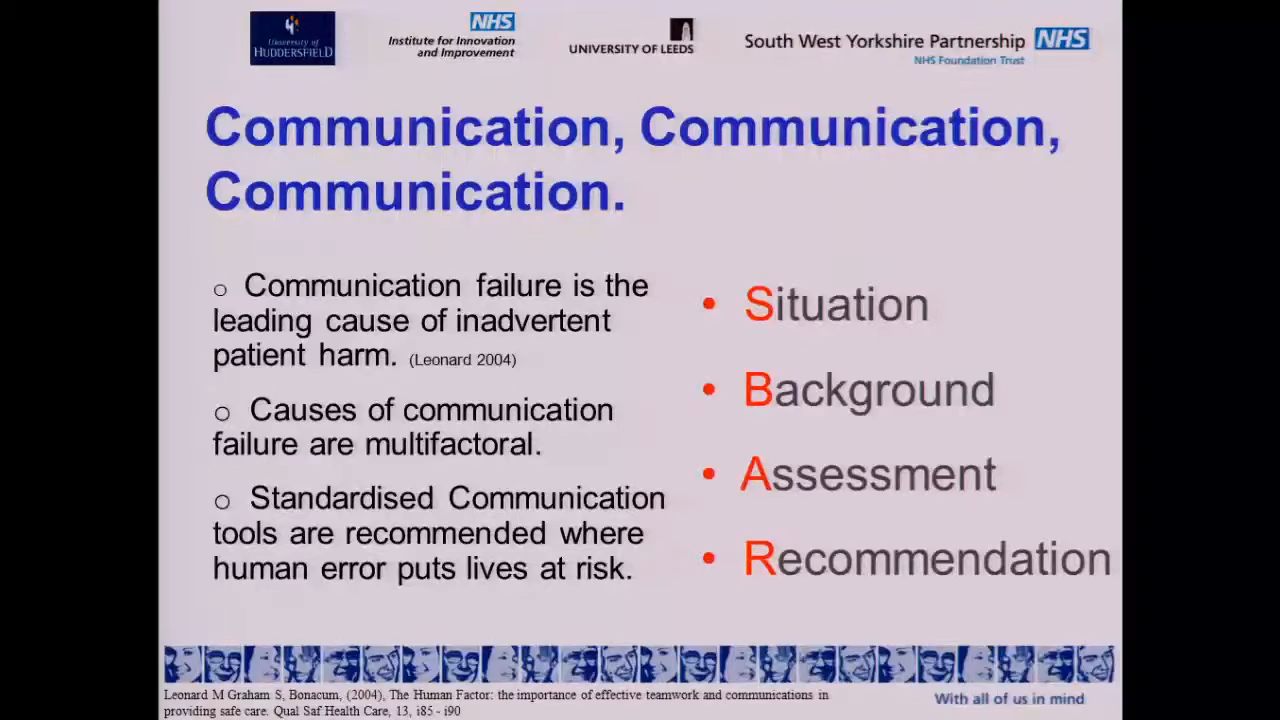 University of
HUDDERSFIELD
NHS
Institute for Innovation
and Improvement
UNIVERSITY OF LEEDS
South West Yorkshire Partnership NHS
NHS Foundation Trust
Communication, Communication,
Communication.
o Communication failure is the
leading cause of inadvertent
patient harm. (Leonard 2004)
o Causes of communication
failure are multifactoral.
o Standardised Communication
tools are recommended where
human error puts lives at risk.
• Situation
• Background
• Assessment
• Recommendation
Leonard M Graham S, Bonacum, (2004), The Human Factor: the importance of effective teamwork and communications in
providing safe care. Qual Saf Health Care, 13, i85 - i90
With all of us in mind